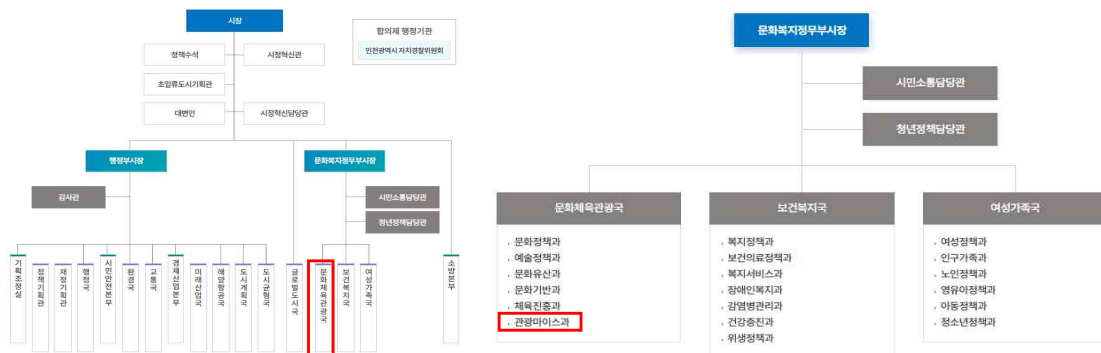 시장
합의제 행정기관
인천광역시 자치경찰위원회
정책수석
시정혁신관
초일류도시기획관
대변인
시정혁신담당관
행정부시장
문화복지정무부시장
감사관
시민소통담당관
청년정책담당관
기획조정실
정책기획관
재정기획관
행정국
시민안전본부
환경국
교통국
경제산업본부
미래산업국
해양항공국
도시계획국
도시균형국
글로벌도시국
문화체육관광국
보건복지국
여성가족국
소방본부
문화복지정무부시장
시민소통담당관
청년정책담당관
문화체육관광국
문화정책과
예술정책과
문화유산과
문화기반과
체육진흥과
관광마이스과
보건복지국
복지정책과
보건의료정책과
복지서비스과
장애인복지과
감염병관리과
건강증진과
위생정책과
여성가족국
여성정책과
인구가족과
노인정책과
영유아정책과
아동정책과
청소년정책과